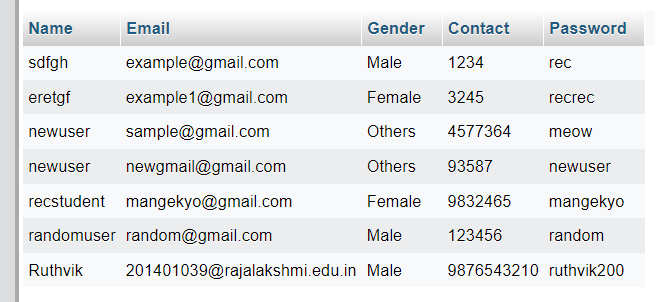 Name Email Gender Contact Password
sdfgh example@gmail.com Male 1234 rec
eretgf example1@gmail.com Female 3245 recrec
newuser sample@gmail.com Others 4577364 meow
newuser newgmail@gmail.com Others 93587 newuser
recstudent mangekyo@gmail.com Female 9832465 mangekyo
randomuser random@gmail.com Male 123456 random
Ruthvik 201401039@rajalakshmi.edu.in Male 9876543210 ruthvik200